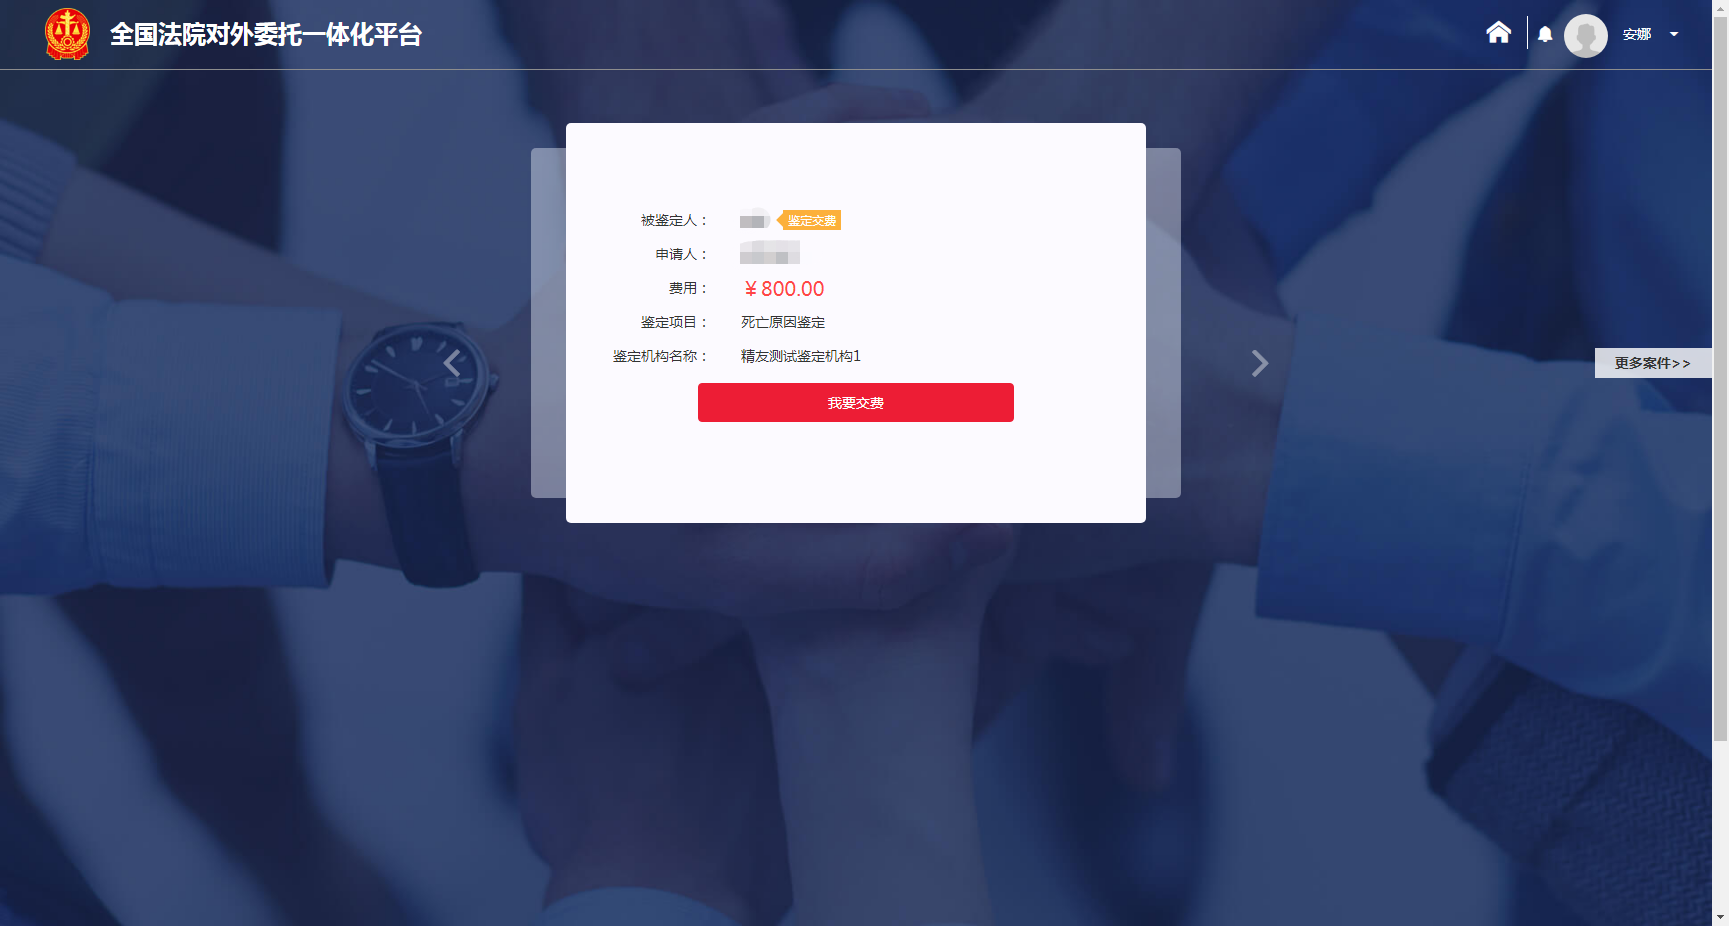 全国法院对外委托一体化平台
安娜
被鉴定人：
鉴定交费
申请人：
费用：
￥800.00
鉴定项目：
死亡原因鉴定
鉴定机构名称：
精友测试鉴定机构1
我要交费
更多案件>>